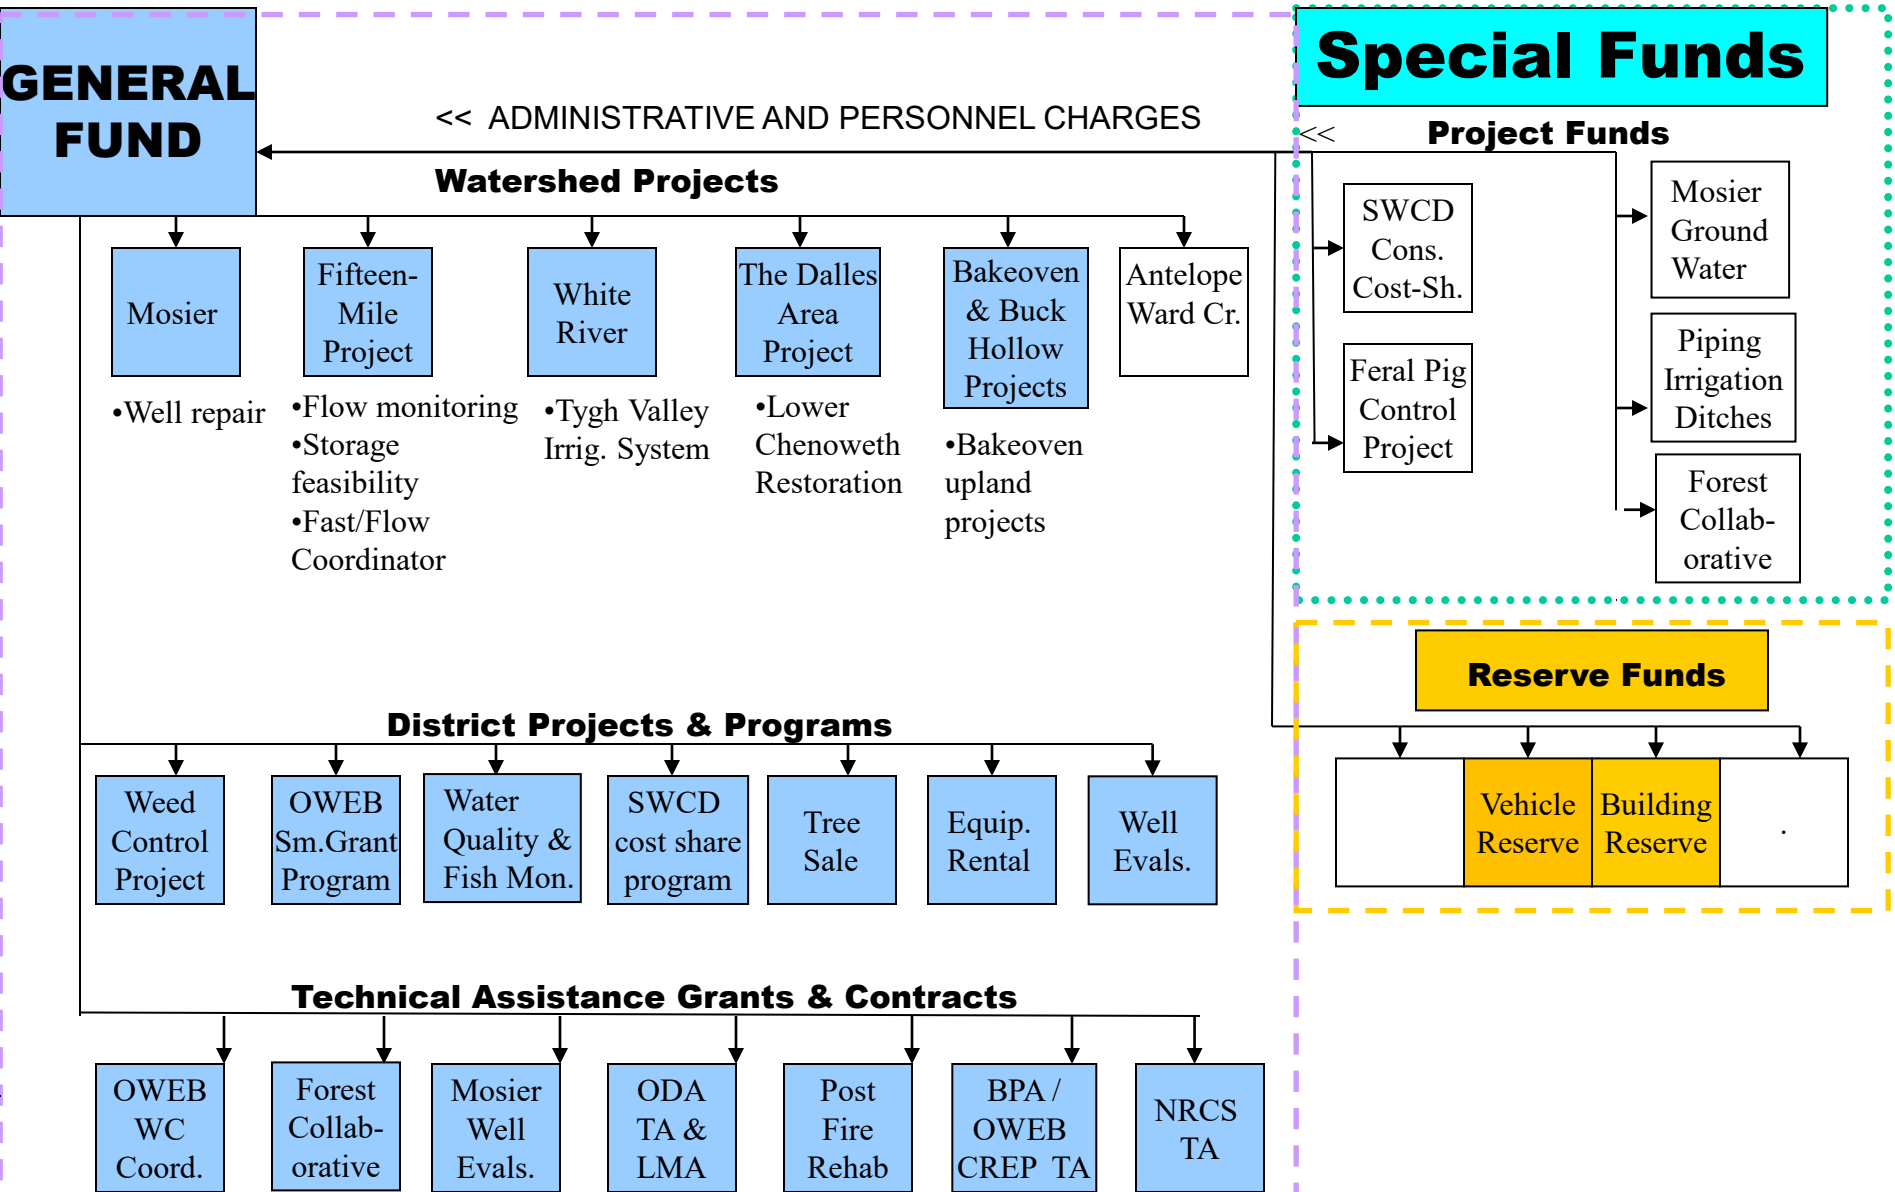 GENERAL
FUND
Special Funds
<< ADMINISTRATIVE AND PERSONNEL CHARGES
<<
Project Funds
Watershed Projects
Mosier
Fifteen-
Mile
Project
White
River
The Dalles
Area
Project
Bakeoven
& Buck
Hollow
Projects
Antelope
Ward Cr.
•Well repair
•Flow monitoring
•Storage
feasibility
•Fast/Flow
Coordinator
•Tygh Valley
Irrig. System
•Lower
Chenoweth
Restoration
•Bakeoven
upland
projects
SWCD
Cons.
Cost-Sh.
Feral Pig
Control
Project
Mosier
Ground
Water
Piping
Irrigation
Ditches
Forest
Collab-
orative
Reserve Funds
Vehicle
Reserve
Building
Reserve
.
District Projects & Programs
Weed
Control
Project
OWEB
Sm.Grant
Program
Water
Quality &
Fish Mon.
SWCD
cost share
program
Tree
Sale
Equip.
Rental
Well
Evals.
Technical Assistance Grants & Contracts
OWEB
WC
Coord.
Forest
Collab-
orative
Mosier
Well
Evals.
ODA
TA &
LMA
Post
Fire
Rehab
BPA /
OWEB
CREP TA
NRCS
TA